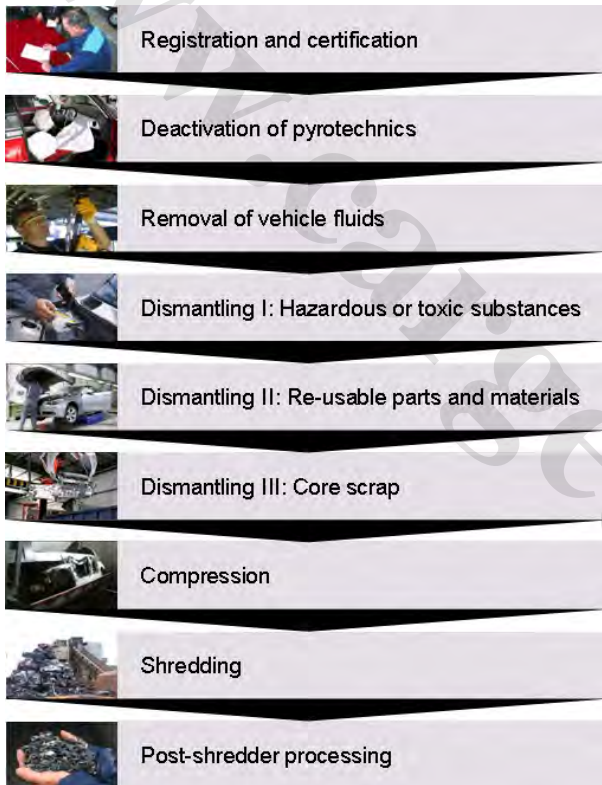 Registration and certification
Deactivation of pyrotechnics
Removal of vehicle fluids
Dismantling I: Hazardous or toxic substances
Dismantling II: Re-usable parts and materials
Dismantling III: Core scrap
Compression
Shredding
Post-shredder processing